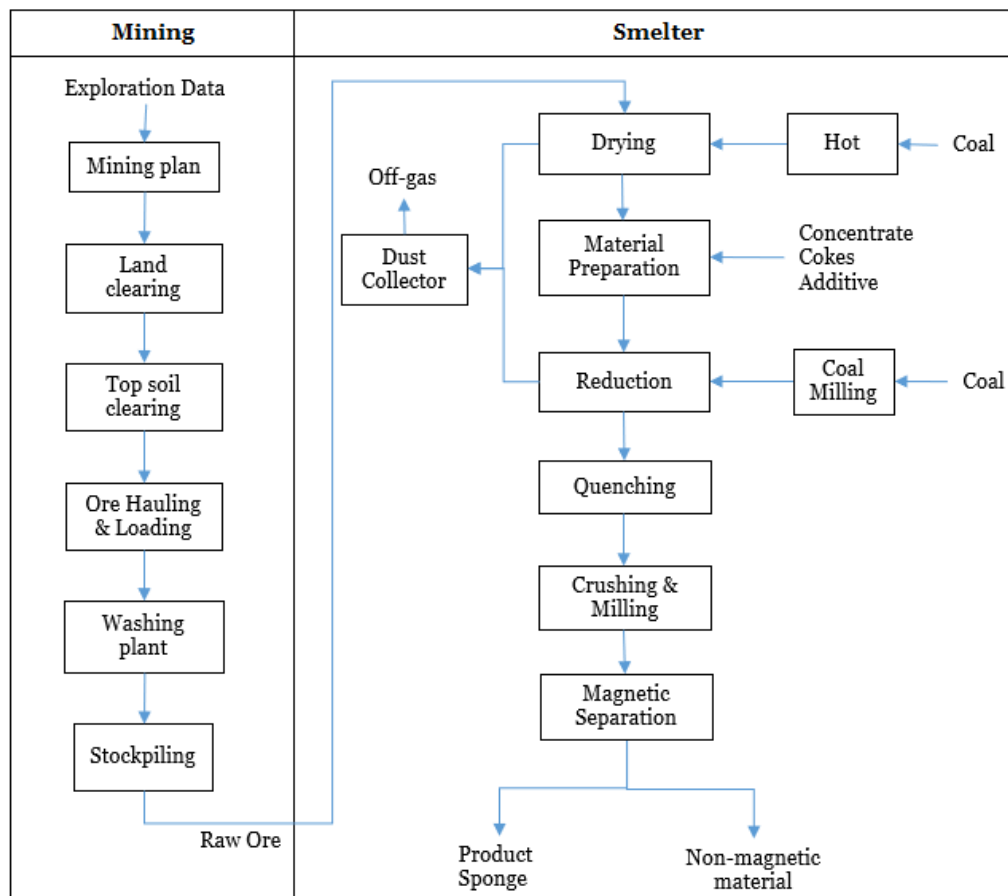 Mining
Smelter
Exploration Data
Mining plan
Land
clearing
Top soil
clearing
Ore Hauling
& Loading
Washing
plant
Stockpiling
Raw Ore
Drying
Hot
Coal
Off-gas
Dust
Collector
Material
Preparation
Concentrate
Cokes
Additive
Reduction
Coal
Milling
Coal
Quenching
Crushing &
Milling
Magnetic
Separation
Product
Sponge
Non-magnetic
material